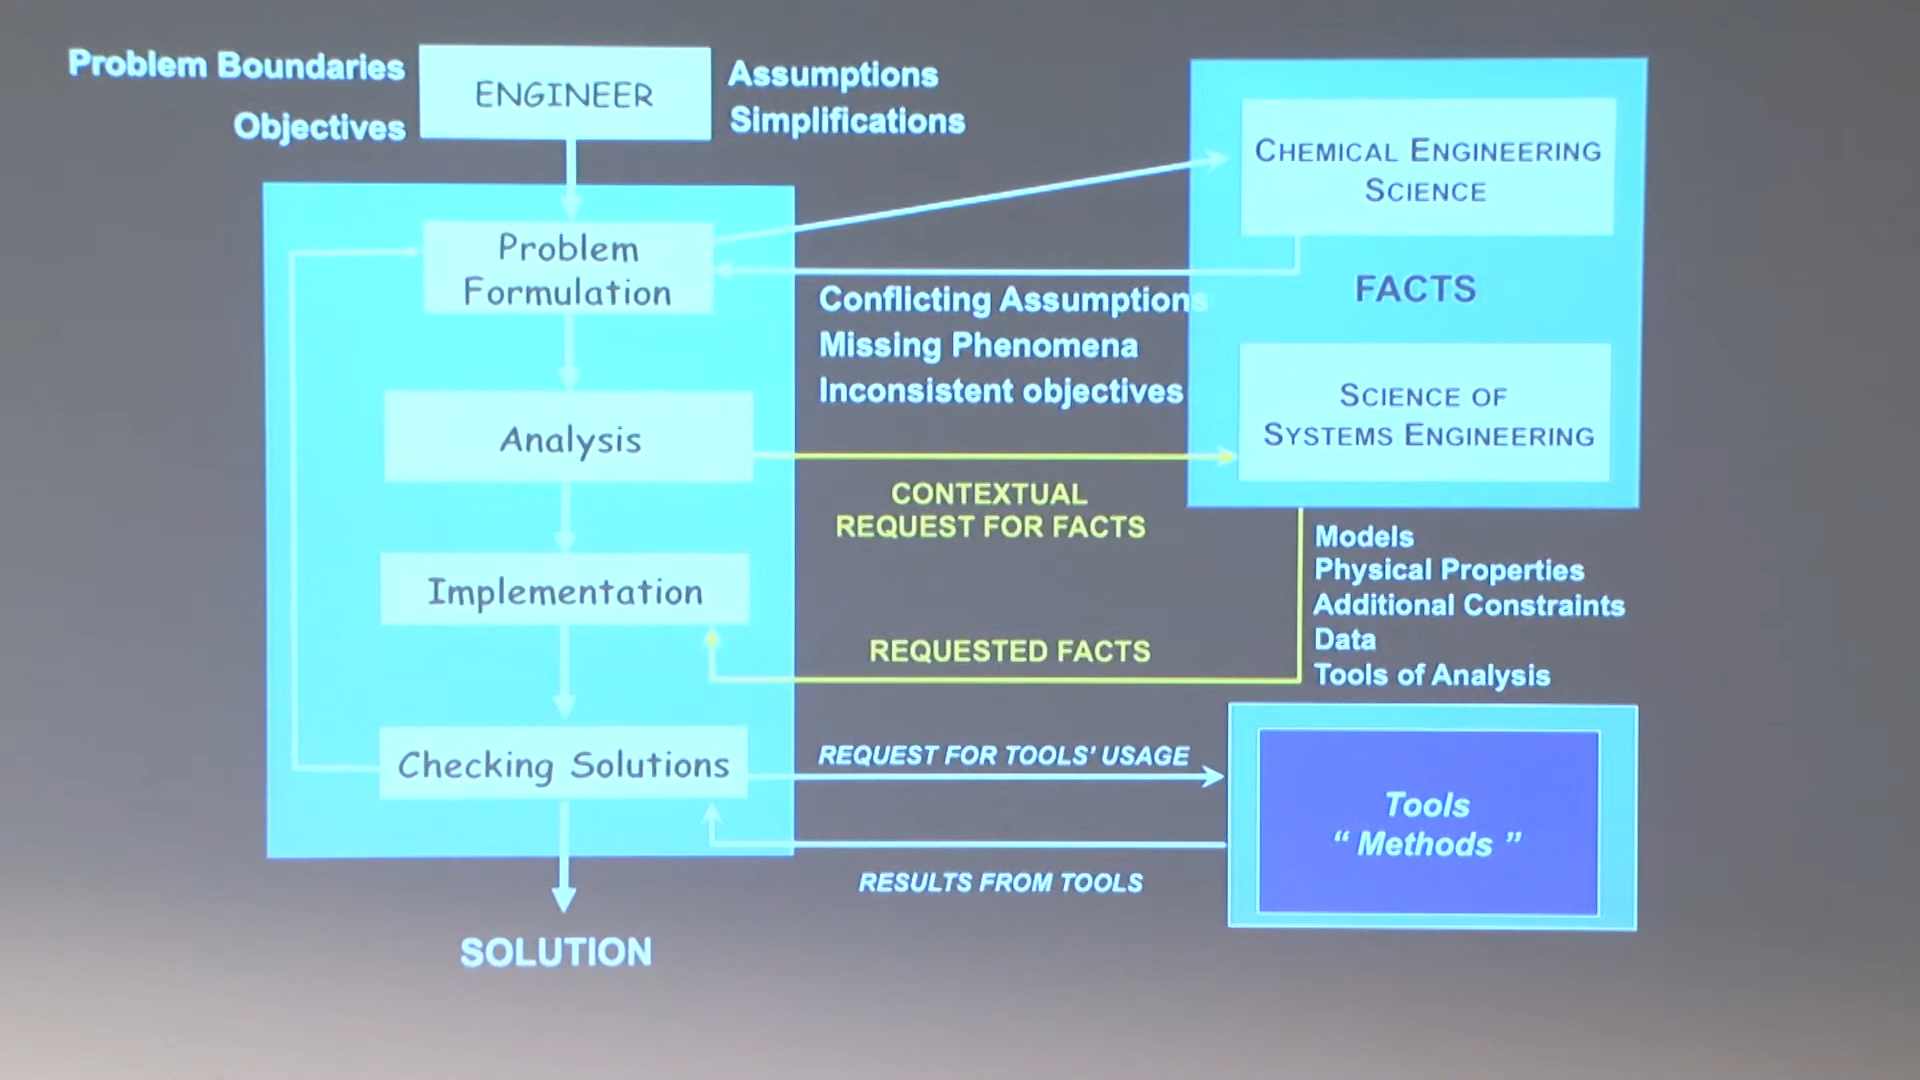 Problem Boundaries
Objectives
ENGINEER
Assumptions
Simplifications
Problem
Formulation
Analysis
Implementation
Checking Solutions
SOLUTION
Conflicting Assumptions
Missing Phenomena
Inconsistent objectives
CONTEXTUAL
REQUEST FOR FACTS
REQUESTED FACTS
REQUEST FOR TOOLS' USAGE
RESULTS FROM TOOLS
CHEMICAL ENGINEERING
SCIENCE
FACTS
SCIENCE OF
SYSTEMS ENGINEERING
Models
Physical Properties
Additional Constraints
Data
Tools of Analysis
Tools
“ Methods ”